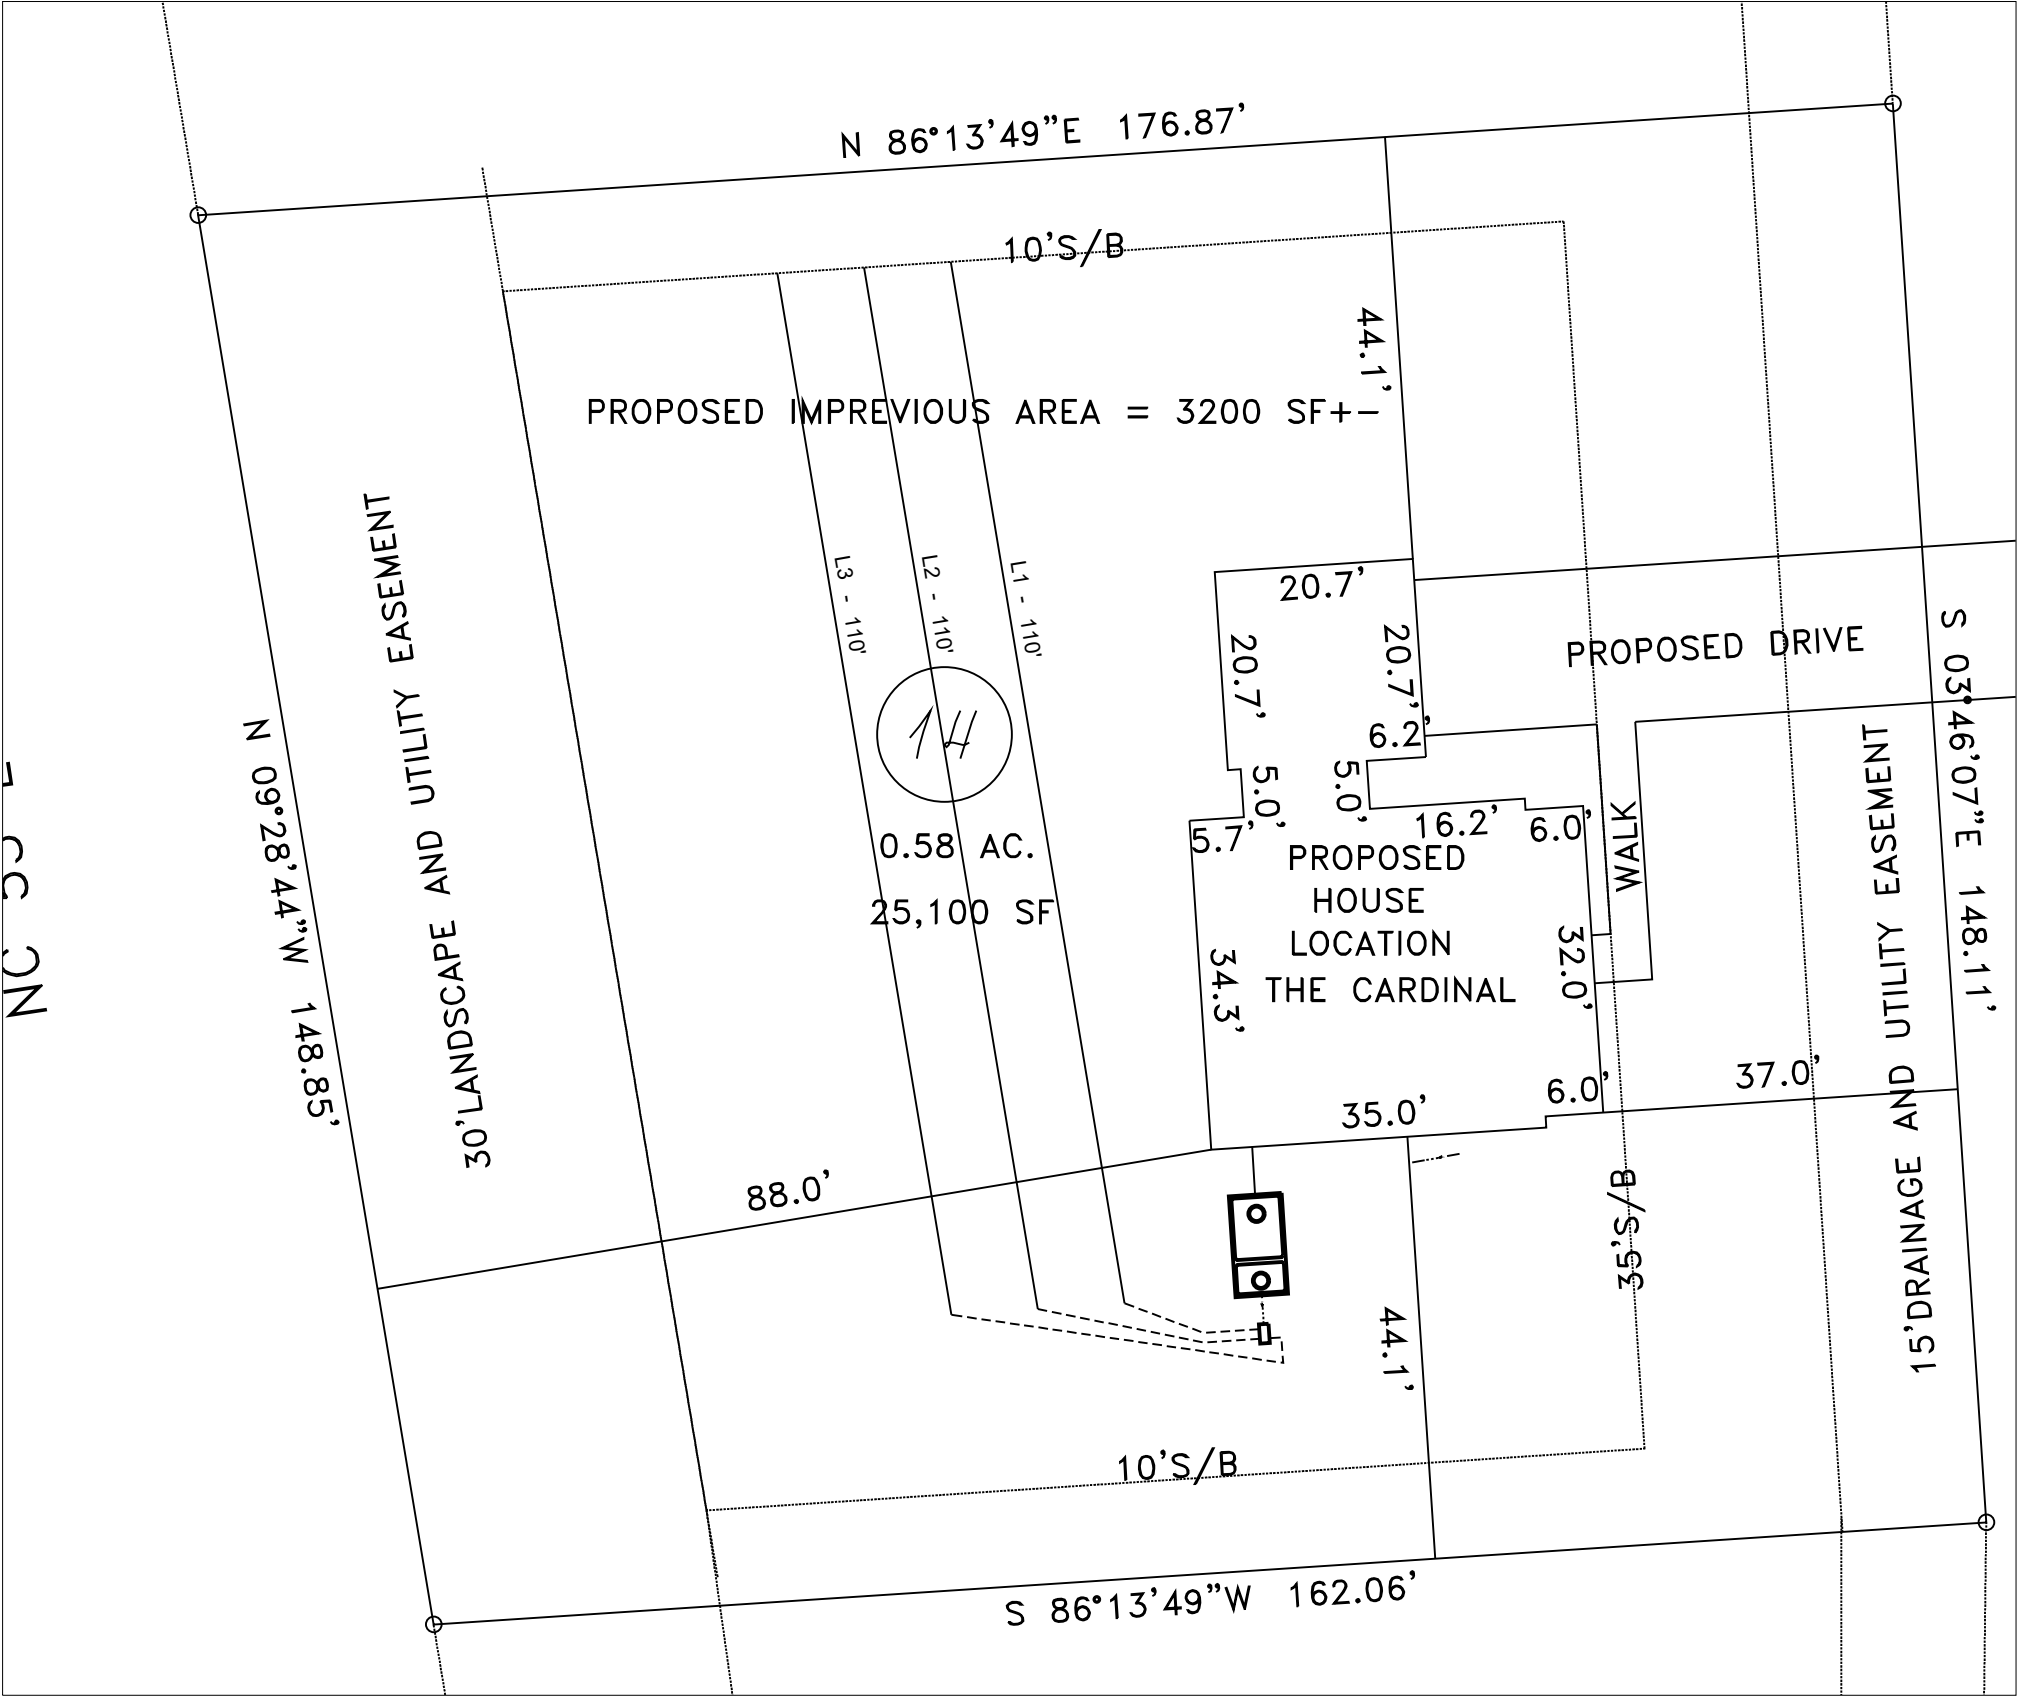 N 86°13'49"E 176.87'
10'S/B
44.1'
PROPOSED IMPREVIOUS AREA = 3200 SF+-
30'LANDSCAPE AND UTILITY EASEMENT
N 09°28'44"W 148.85'
L3 - 110'
L2 - 110'
L1 - 110'
20.7'
20.7'
20.7'
6.2'
5.0'
5.0'
5.7'
16.2'
6.0'
PROPOSED DRIVE
WALK
S 03°46'07"E 148.11'
15'DRAINAGE AND UTILITY EASEMENT
14
0.58 AC.
25,100 SF
PROPOSED
HOUSE
LOCATION
THE CARDINAL
34.3'
32.0'
37.0'
6.0'
35.0'
88.0'
35'S/B
44.1'
10'S/B
S 86°13'49"W 162.06'
NC